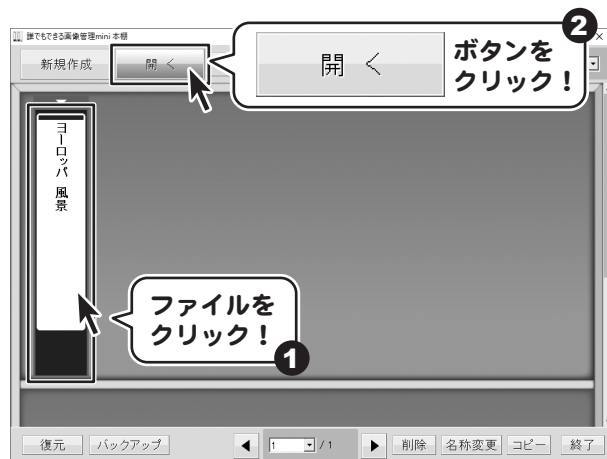 誰でもできる画像管理mini 本棚
新規作成
開く
開く
ボタンを
クリック！
2
ヨーロッパ 風景
ファイルを
クリック！
1
復元
バックアップ
1
/ 1
削除
名称変更
コピー
終了